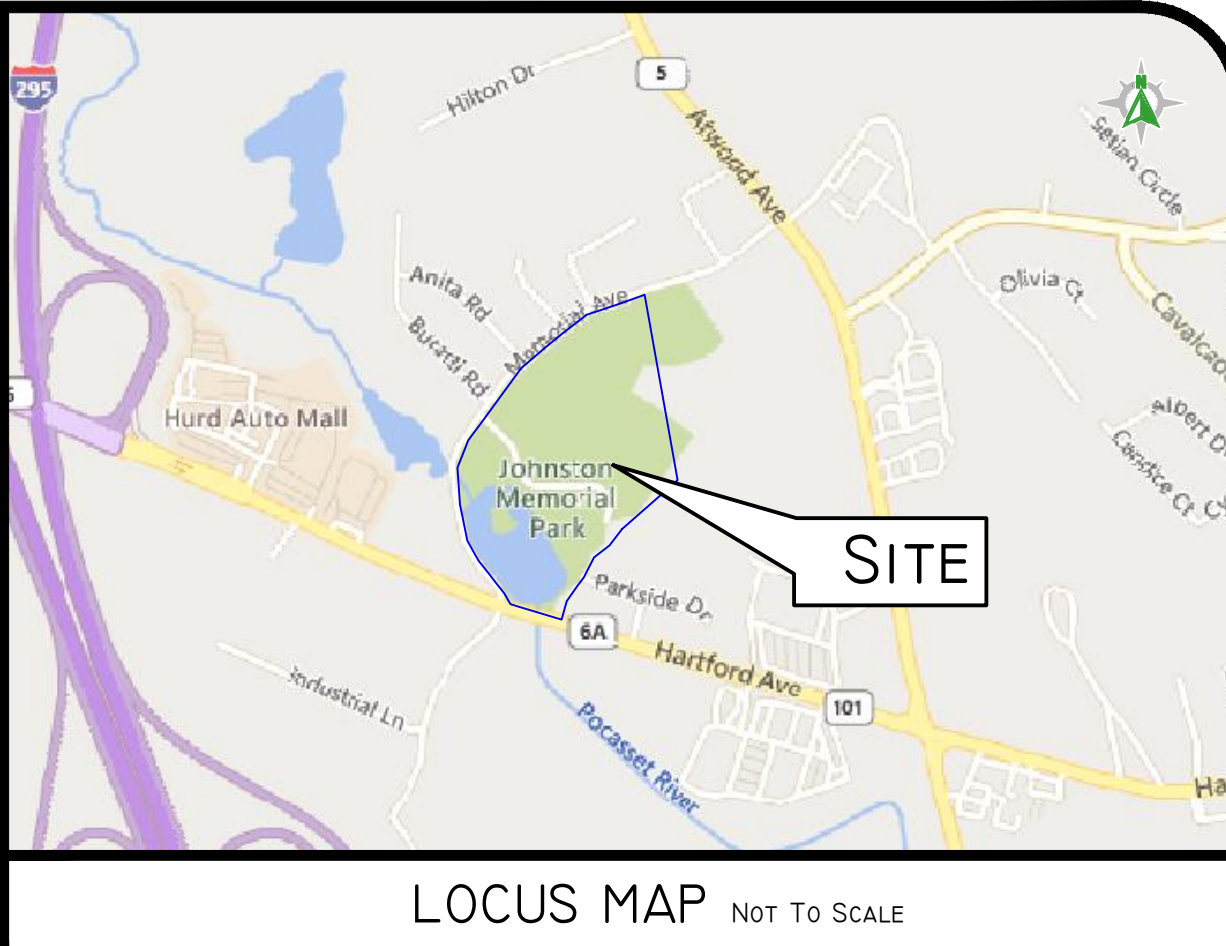 295
5
N
Hilton Dr
Atwood Ave
Setian Circle
Anita Rd
Memorial Ave
Bucatti Rd
Olivia Ct
Hurd Auto Mall
Albert Dr
Candice Ct
Johnston
Memorial
Park
SITE
Parkside Dr
6A
Hartford Ave
101
Industrial Ln
Pocasset River
Ha
LOCUS MAP NOT TO SCALE